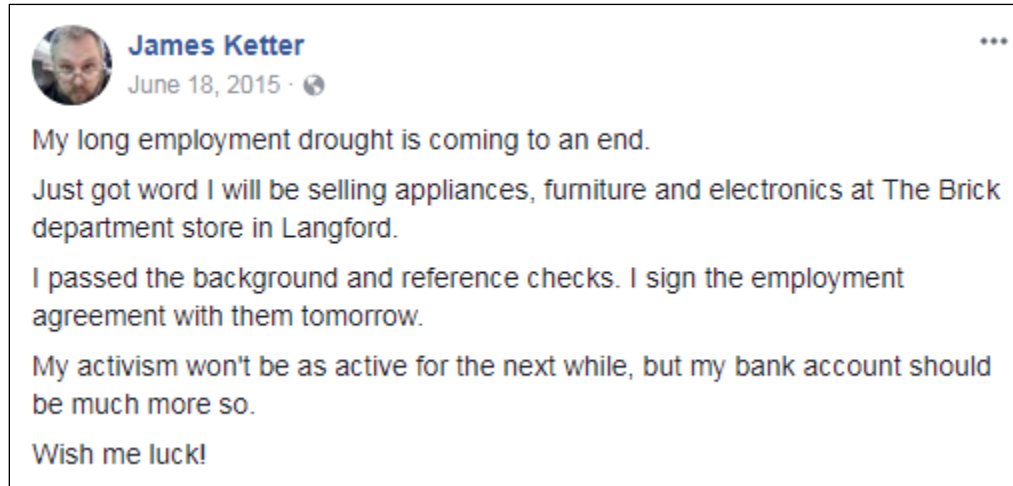 James Ketter
June 18, 2015 ·
My long employment drought is coming to an end.
Just got word I will be selling appliances, furniture and electronics at The Brick
department store in Langford.
I passed the background and reference checks. I sign the employment
agreement with them tomorrow.
My activism won't be as active for the next while, but my bank account should
be much more so.
Wish me luck!